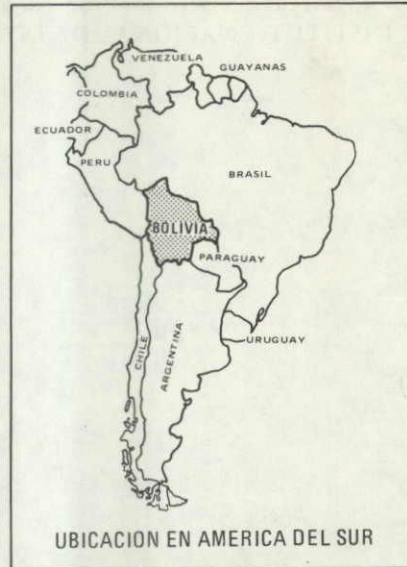 VENEZUELA
GUAYANAS
COLOMBIA
ECUADOR
PERU
BRASIL
BOLIVIA
PARAGUAY
CHILE
ARGENTINA
URUGUAY
UBICACION EN AMERICA DEL SUR